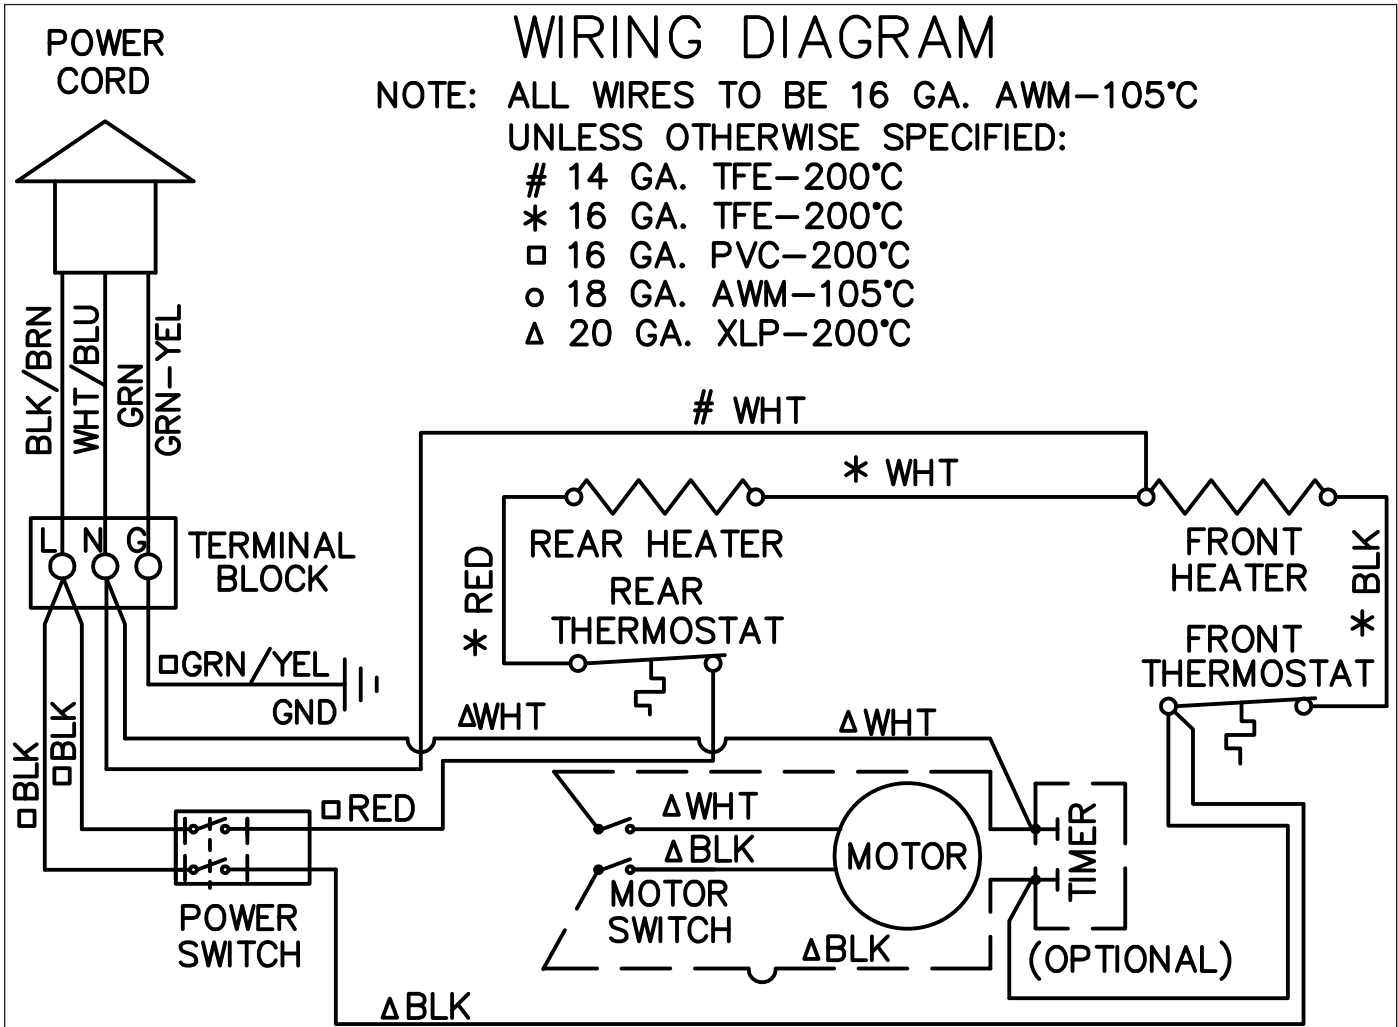 WIRING DIAGRAM
POWER
CORD
NOTE: ALL WIRES TO BE 16 GA. AWM-105°C
UNLESS OTHERWISE SPECIFIED:
# 14 GA. TFE-200°C
* 16 GA. TFE-200°C
□ 16 GA. PVC-200°C
○ 18 GA. AWM-105°C
Δ 20 GA. XLP-200°C
BLK/BRN
WHT/BLU
GRN
GRN-YEL
# WHT
* WHT
L N G
TERMINAL
BLOCK
REAR HEATER
FRONT
HEATER
* RED
* BLK
REAR
THERMOSTAT
FRONT
THERMOSTAT
□GRN/YEL
GND
ΔWHT
ΔWHT
□BLK
□BLK
□RED
ΔWHT
ΔBLK
MOTOR
TIMER
MOTOR
SWITCH
POWER
SWITCH
ΔBLK
(OPTIONAL)
ΔBLK